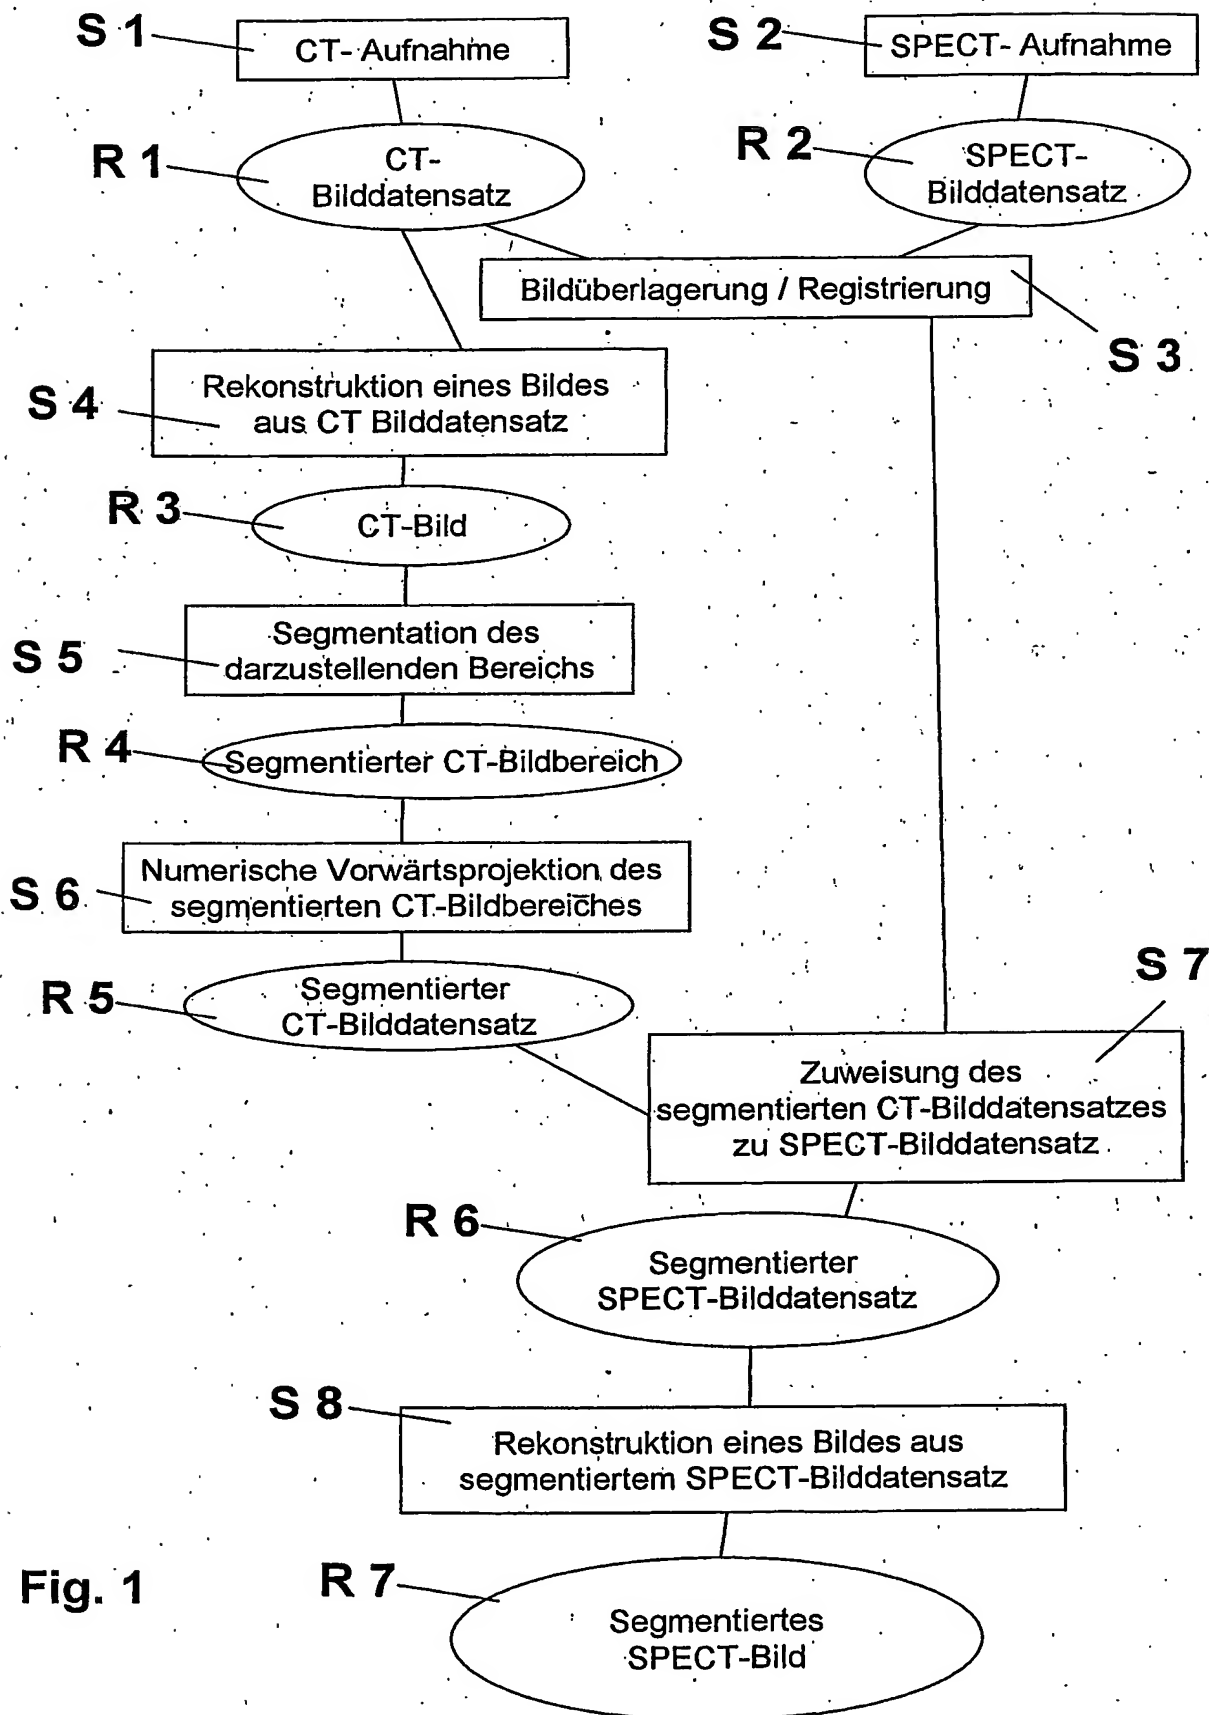 S 1
CT- Aufnahme
S 2
SPECT- Aufnahme
R 1
CT-
Bilddatensatz
R 2
SPECT-
Bilddatensatz
Bildüberlagerung / Registrierung
S 3
S 4
Rekonstruktion eines Bildes
aus CT Bilddatensatz
R 3
CT-Bild
S 5
Segmentation des
darzustellenden Bereichs
R 4
Segmentierter CT-Bildbereich
S 6
Numerische Vorwärtsprojektion des
segmentierten CT-Bildbereiches
R 5
Segmentierter
CT-Bilddatensatz
S 7
Zuweisung des
segmentierten CT-Bilddatensatzes
zu SPECT-Bilddatensatz
R 6
Segmentierter
SPECT-Bilddatensatz
S 8
Rekonstruktion eines Bildes aus
segmentiertem SPECT-Bilddatensatz
Fig. 1
R 7
Segmentiertes
SPECT-Bild